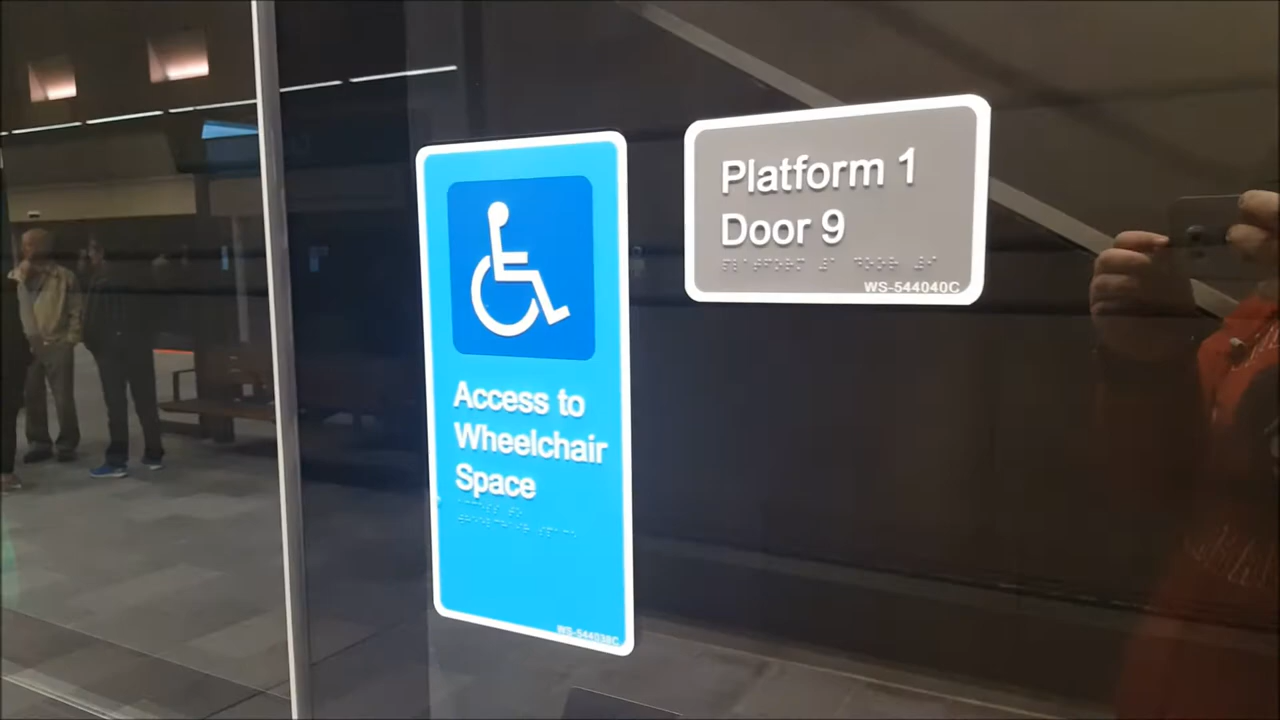 Access to
Wheelchair
Space
WS-544038C
Platform 1
Door 9
WS-544040C